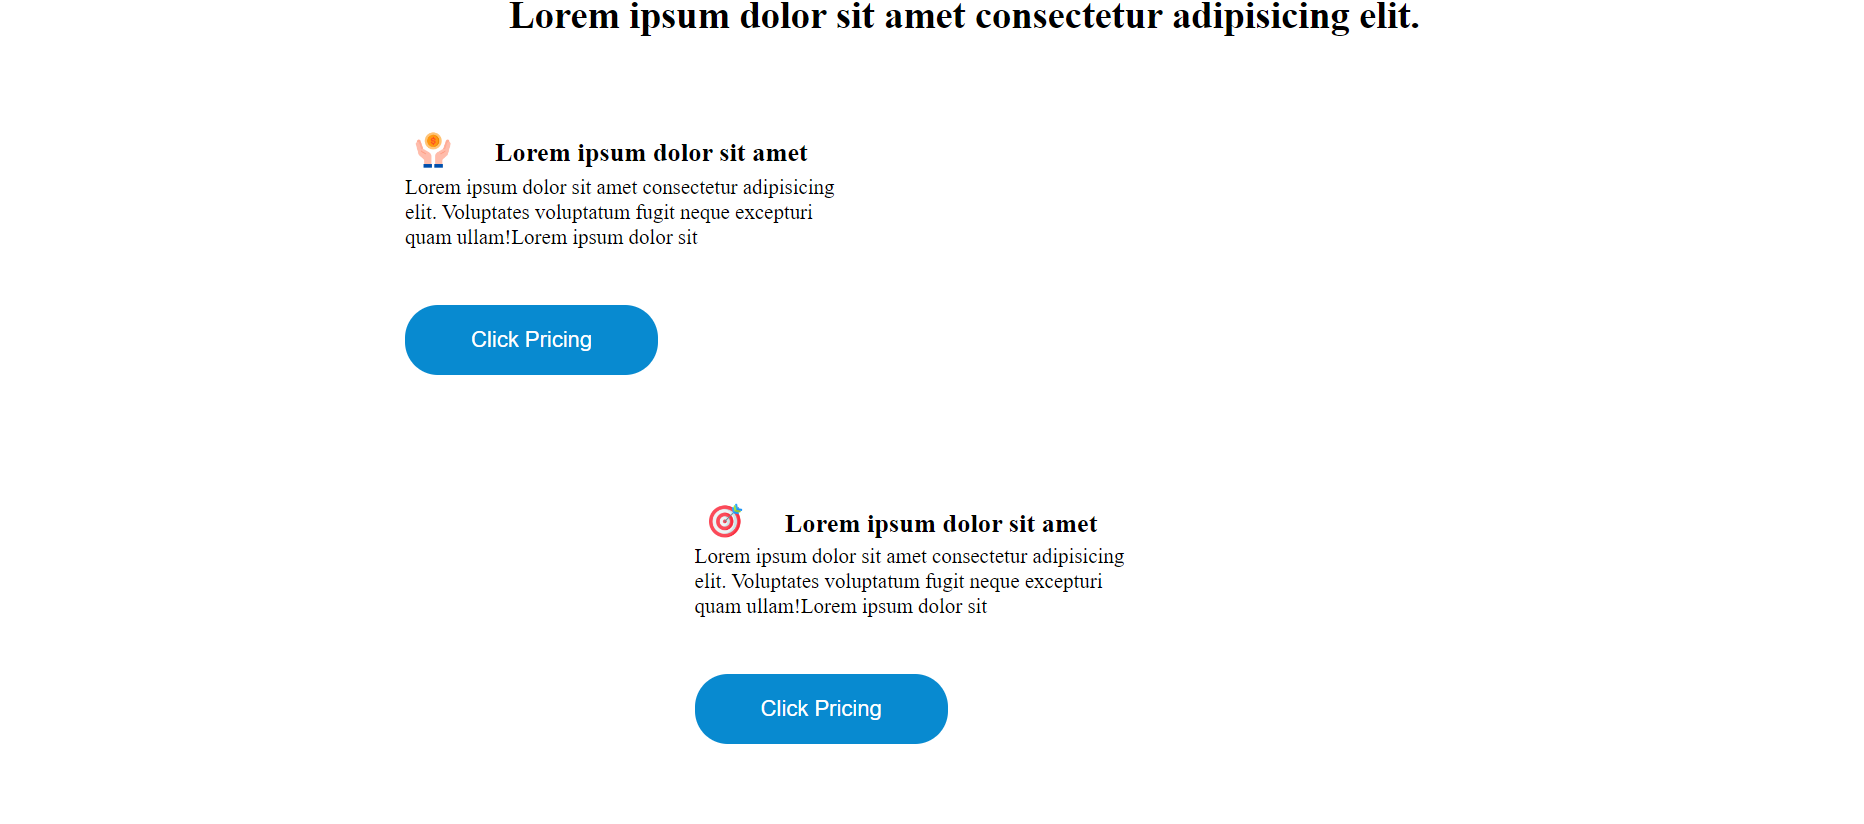 Lorem ipsum dolor sit amet consectetur adipisicing elit.
Lorem ipsum dolor sit amet
Lorem ipsum dolor sit amet consectetur adipisicing
elit. Voluptates voluptatum fugit neque excepturi
quam ullam!Lorem ipsum dolor sit
Click Pricing
Lorem ipsum dolor sit amet
Lorem ipsum dolor sit amet consectetur adipisicing
elit. Voluptates voluptatum fugit neque excepturi
quam ullam!Lorem ipsum dolor sit
Click Pricing